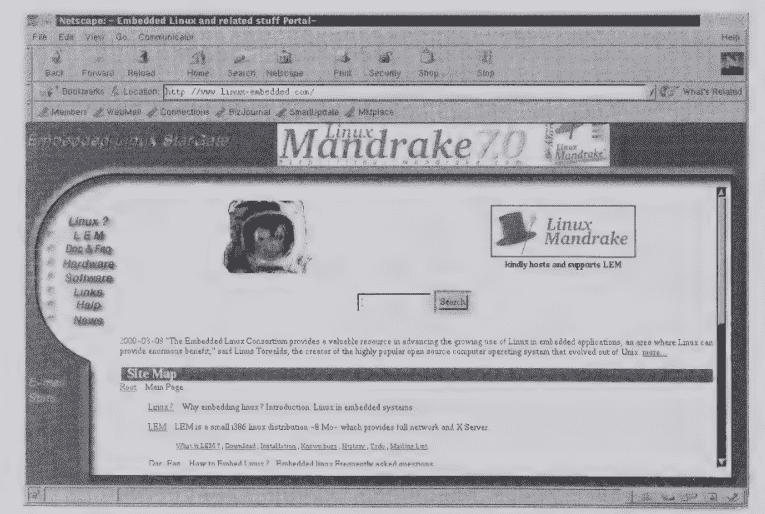 Netscape: - Embedded Linux and related stuff Portal-
File Edit View Go Communicator Help
Back Forward Reload Home Search Netscape Print Security Shop Stop
Bookmarks Location: http://www.linux-embedded.com/ What's Related
Members WebMail Connections BizJournal SmartUpdate Mktplace
Embedded Linux StarGate
Linux
Mandrake 7.0
Linux
Mandrake
Linux ?
L E M
Doc & Faq
Hardware
Software
Links
Help
News
Linux
Mandrake
kindly hosts and supports LEM
Search
2000-03-09 "The Embedded Linux Consortium provides a valuable resource in advancing the growing use of Linux in embedded applications, an area where Linux can
provide enormous benefit," said Linus Torvalds, the creator of the highly popular open source computer operating system that evolved out of Unix. more...
Site Map
Root Main Page
Linux ? Why embedding linux ? Introduction. Linux in embedded systems
LEM LEM is a small i386 linux distribution -8 Mo- which provides full network and X Server.
What is LEM ? , Download , Installation , Known bugs , History , Todo , Mailing List
Doc Faq How to Embed Linux ? Embedded linux Frequently asked questions
E-mail